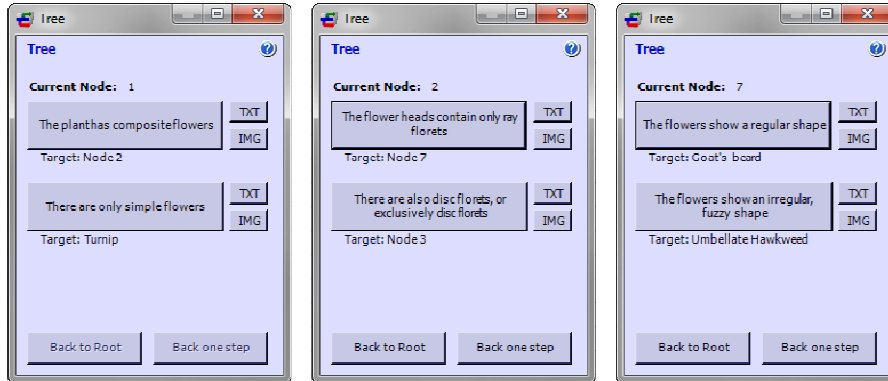 Tree
Tree
Current Node: 1
The plant has composite flowers
TXT
IMG
Target: Node 2
There are only simple flowers
TXT
IMG
Target: Turnip
Back to Root
Back one step
Tree
Tree
Current Node: 2
The flower heads contain only ray
florets
TXT
IMG
Target: Node 7
There are also disc florets, or
exclusively disc florets
TXT
IMG
Target: Node 3
Back to Root
Back one step
Tree
Tree
Current Node: 7
The flowers show a regular shape
TXT
IMG
Target: Goat's-beard
The flowers show an irregular,
fuzzy shape
TXT
IMG
Target: Umbellate Hawkweed
Back to Root
Back one step